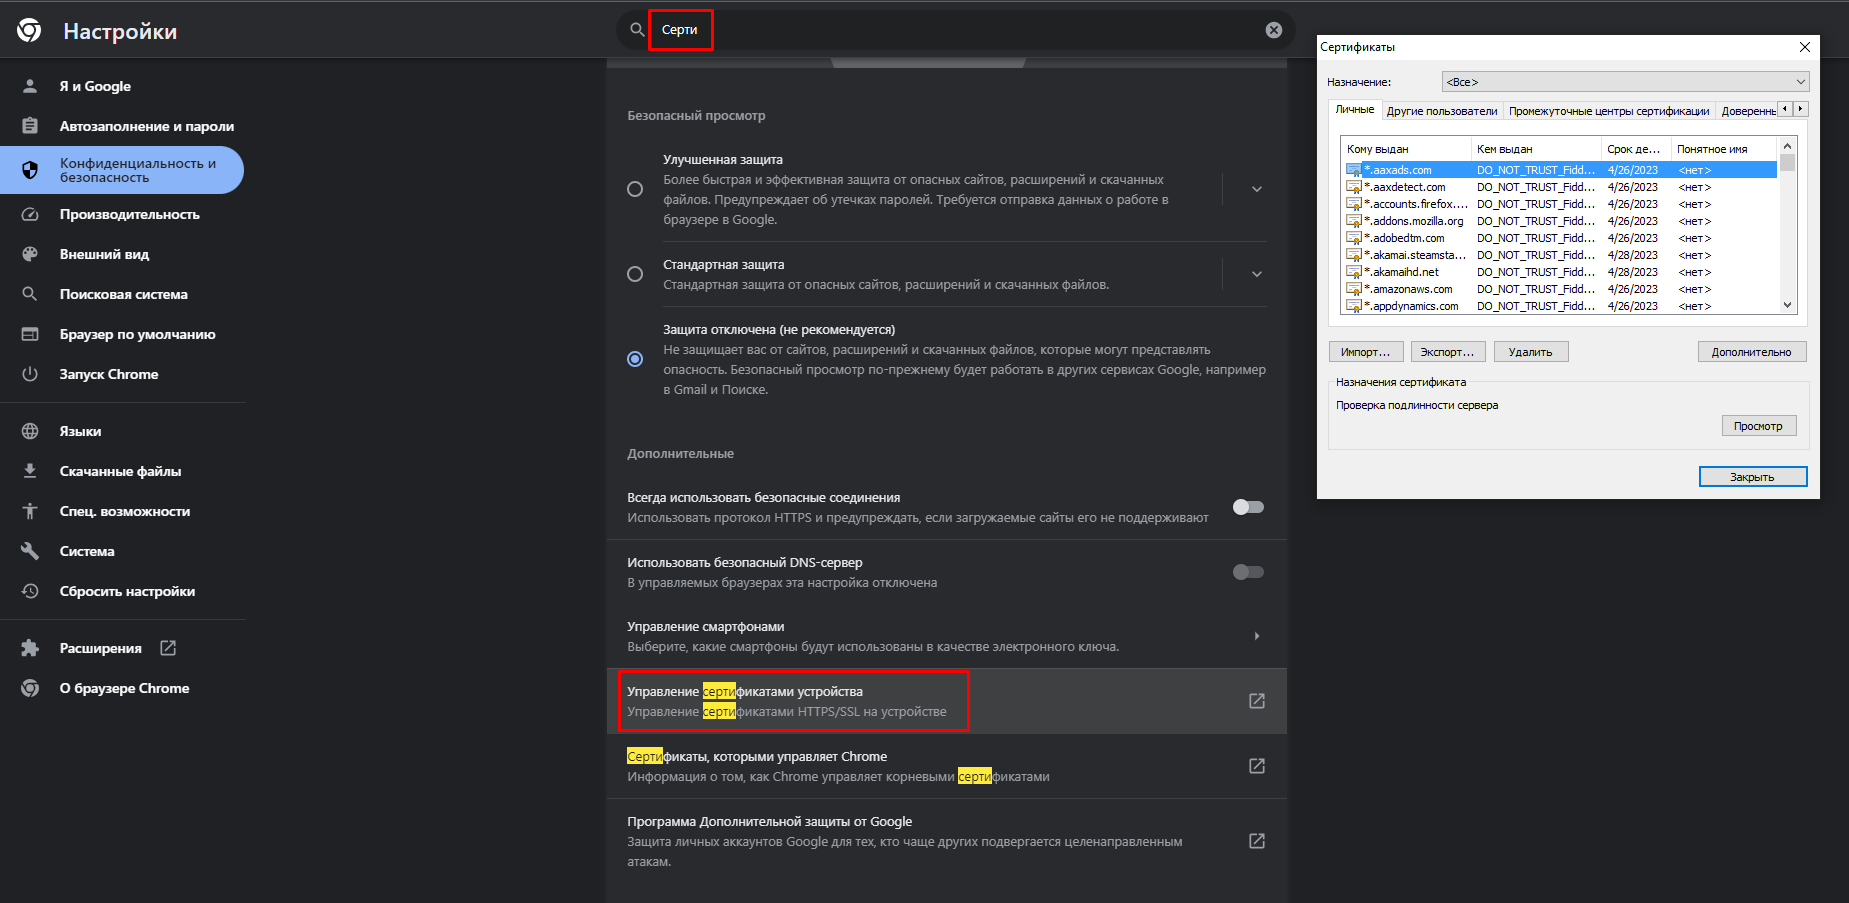 Настройки
Серти
Я и Google
Автозаполнение и пароли
Конфиденциальность и
безопасность
Производительность
Внешний вид
Поисковая система
Браузер по умолчанию
Запуск Chrome
Языки
Скачанные файлы
Спец. возможности
Система
Сбросить настройки
Расширения
О браузере Chrome
Безопасный просмотр
Улучшенная защита
Более быстрая и эффективная защита от опасных сайтов, расширений и скачанных
файлов. Предупреждает об утечках паролей. Требуется отправка данных о работе в
браузере в Google.
Стандартная защита
Стандартная защита от опасных сайтов, расширений и скачанных файлов.
Защита отключена (не рекомендуется)
Не защищает вас от сайтов, расширений и скачанных файлов, которые могут представлять
опасность. Безопасный просмотр по-прежнему будет работать в других сервисах Google, например
в Gmail и Поиске.
Дополнительные
Всегда использовать безопасные соединения
Использовать протокол HTTPS и предупреждать, если загружаемые сайты его не поддерживают
Использовать безопасный DNS-сервер
В управляемых браузерах эта настройка отключена
Управление смартфонами
Выберите, какие смартфоны будут использованы в качестве электронного ключа.
Управление сертификатами устройства
Управление сертификатами HTTPS/SSL на устройстве
Сертификаты, которыми управляет Chrome
Информация о том, как Chrome управляет корневыми сертификатами
Программа Дополнительной защиты от Google
Защита личных аккаунтов Google для тех, кто чаще других подвергается целенаправленным
атакам.
Сертификаты
Назначение: <Все>
Личные Другие пользователи Промежуточные центры сертификации Доверенны
Кому выдан Кем выдан Срок де... Понятное имя
*.aaxads.com DO_NOT_TRUST_Fidd... 4/26/2023 <нет>
*.aaxdetect.com DO_NOT_TRUST_Fidd... 4/26/2023 <нет>
*.accounts.firefox.... DO_NOT_TRUST_Fidd... 4/26/2023 <нет>
*.addons.mozilla.org DO_NOT_TRUST_Fidd... 4/26/2023 <нет>
*.adobedtm.com DO_NOT_TRUST_Fidd... 4/26/2023 <нет>
*.akamai.steamsta... DO_NOT_TRUST_Fidd... 4/28/2023 <нет>
*.akamaihd.net DO_NOT_TRUST_Fidd... 4/28/2023 <нет>
*.amazonaws.com DO_NOT_TRUST_Fidd... 4/26/2023 <нет>
*.appdynamics.com DO_NOT_TRUST_Fidd... 4/26/2023 <нет>
Импорт... Экспорт... Удалить Дополнительно
Назначения сертификата
Проверка подлинности сервера
Просмотр
Закрыть